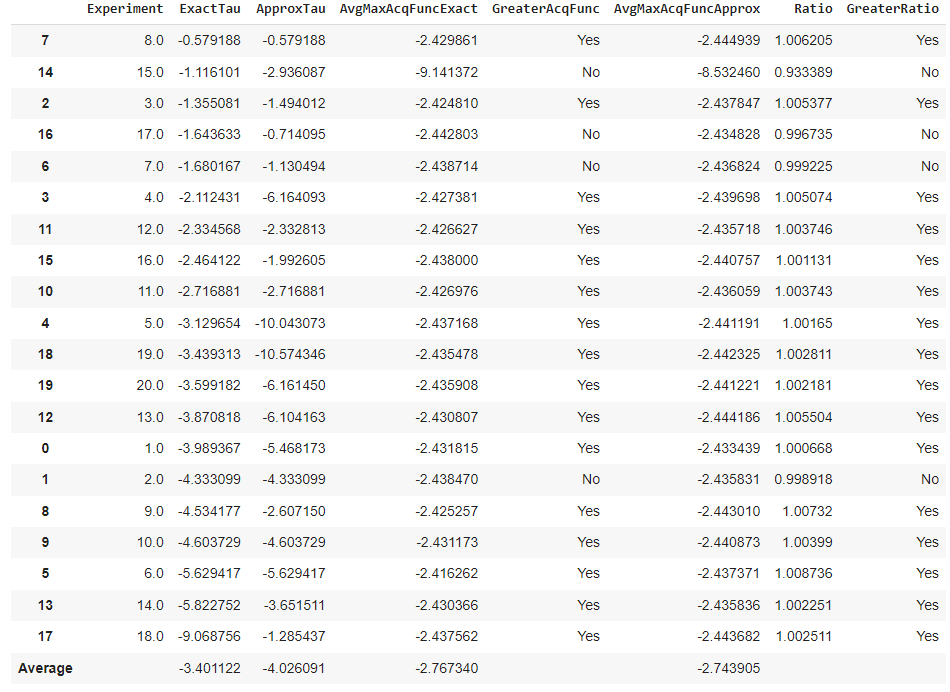 Experiment ExactTau ApproxTau AvgMaxAcqFuncExact GreaterAcqFunc AvgMaxAcqFuncApprox Ratio GreaterRatio
7 8.0 -0.579188 -0.579188 -2.429861 Yes -2.444939 1.006205 Yes
14 15.0 -1.116101 -2.936087 -9.141372 No -8.532460 0.933389 No
2 3.0 -1.355081 -1.494012 -2.424810 Yes -2.437847 1.005377 Yes
16 17.0 -1.643633 -0.714095 -2.442803 No -2.434828 0.996735 No
6 7.0 -1.680167 -1.130494 -2.438714 No -2.436824 0.999225 No
3 4.0 -2.112431 -6.164093 -2.427381 Yes -2.439698 1.005074 Yes
11 12.0 -2.334568 -2.332813 -2.426627 Yes -2.435718 1.003746 Yes
15 16.0 -2.464122 -1.992605 -2.438000 Yes -2.440757 1.001131 Yes
10 11.0 -2.716881 -2.716881 -2.426976 Yes -2.436059 1.003743 Yes
4 5.0 -3.129654 -10.043073 -2.437168 Yes -2.441191 1.00165 Yes
18 19.0 -3.439313 -10.574346 -2.435478 Yes -2.442325 1.002811 Yes
19 20.0 -3.599182 -6.161450 -2.435908 Yes -2.441221 1.002181 Yes
12 13.0 -3.870818 -6.104163 -2.430807 Yes -2.444186 1.005504 Yes
0 1.0 -3.989367 -5.468173 -2.431815 Yes -2.433439 1.000668 Yes
1 2.0 -4.333099 -4.333099 -2.438470 No -2.435831 0.998918 No
8 9.0 -4.534177 -2.607150 -2.425257 Yes -2.443010 1.00732 Yes
9 10.0 -4.603729 -4.603729 -2.431173 Yes -2.440873 1.00399 Yes
5 6.0 -5.629417 -5.629417 -2.416262 Yes -2.437371 1.008736 Yes
13 14.0 -5.822752 -3.651511 -2.430366 Yes -2.435836 1.002251 Yes
17 18.0 -9.068756 -1.285437 -2.437562 Yes -2.443682 1.002511 Yes
Average -3.401122 -4.026091 -2.767340 -2.743905